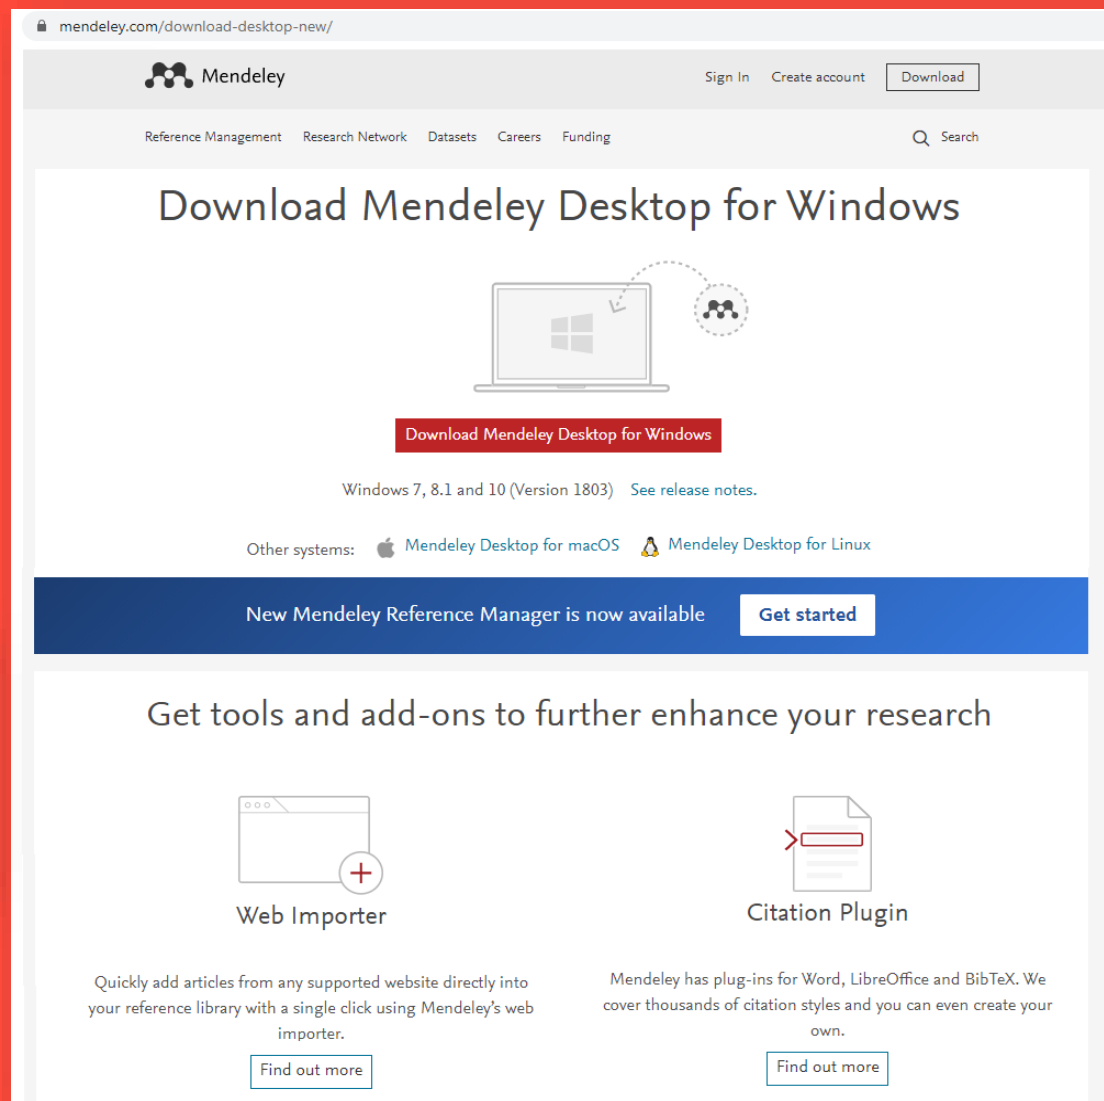 mendeley.com/download-desktop-new/
Mendeley
Sign In Create account Download
Reference Management Research Network Datasets Careers Funding Search
Download Mendeley Desktop for Windows
Download Mendeley Desktop for Windows
Windows 7, 8.1 and 10 (Version 1803) See release notes.
Other systems: Mendeley Desktop for macOS Mendeley Desktop for Linux
New Mendeley Reference Manager is now available Get started
Get tools and add-ons to further enhance your research
Web Importer
Quickly add articles from any supported website directly into
your reference library with a single click using Mendeley's web
importer.
Find out more
Citation Plugin
Mendeley has plug-ins for Word, LibreOffice and BibTeX. We
cover thousands of citation styles and you can even create your
own.
Find out more